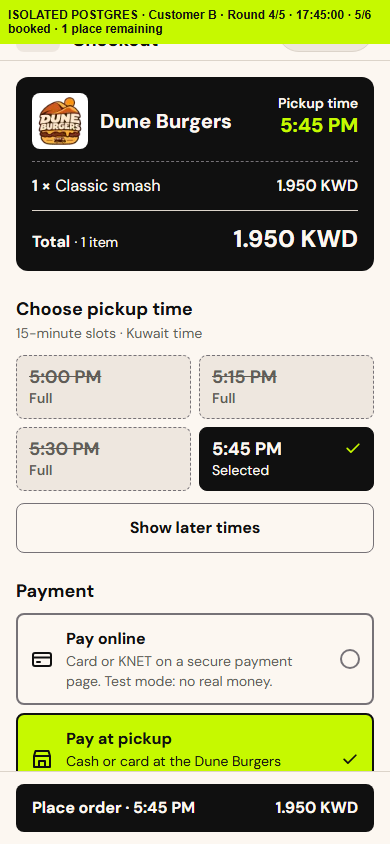 ISOLATED POSTGRES · Customer B · Round 4/5 · 17:45:00 · 5/6
booked · 1 place remaining
Checkout
DUNE
BURGERS
Dune Burgers
Pickup time
5:45 PM
1 × Classic smash
1.950 KWD
Total · 1 item
1.950 KWD
Choose pickup time
15-minute slots · Kuwait time
5:00 PM
Full
5:15 PM
Full
5:30 PM
Full
5:45 PM
Selected
Show later times
Payment
Pay online
Card or KNET on a secure payment
page. Test mode: no real money.
Pay at pickup
Cash or card at the Dune Burgers
Place order · 5:45 PM
1.950 KWD